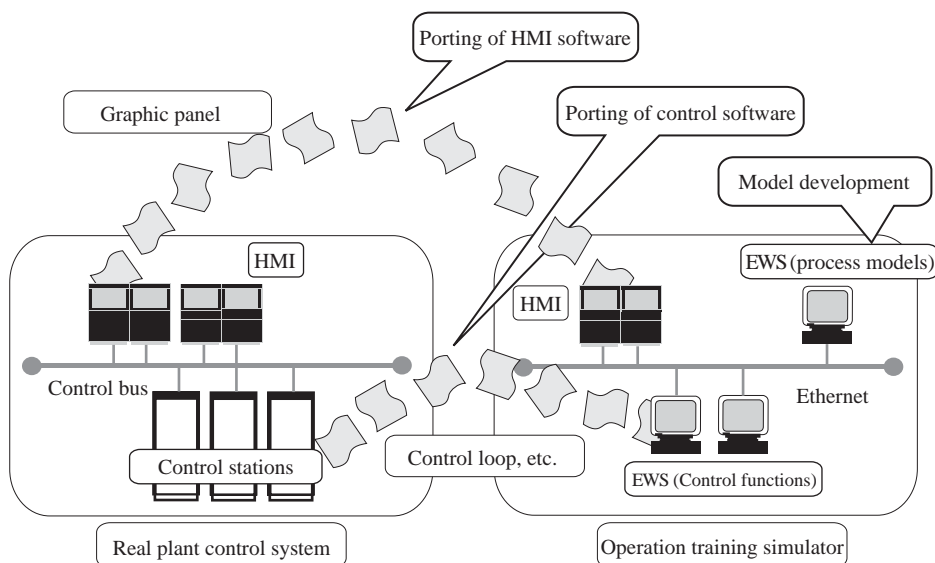 Porting of HMI software
Graphic panel
Porting of control software
Model development
HMI
EWS (process models)
HMI
Control bus
Ethernet
Control stations
Control loop, etc.
EWS (Control functions)
Real plant control system
Operation training simulator